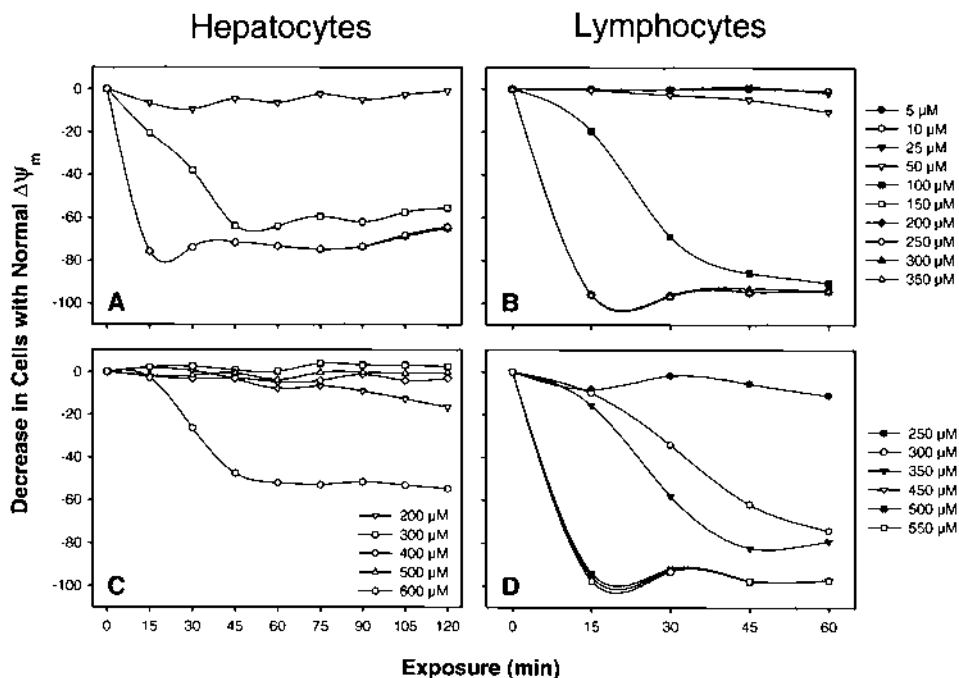 Hepatocytes
Lymphocytes
Decrease in Cells with Normal ΔΨm
0
-20
-40
-60
-80
-100
A
B
5 µM
10 µM
25 µM
50 µM
100 µM
150 µM
200 µM
250 µM
300 µM
350 µM
0
-20
-40
-60
-80
-100
C
200 µM
300 µM
400 µM
500 µM
600 µM
D
250 µM
300 µM
350 µM
450 µM
500 µM
550 µM
0 15 30 45 60 75 90 105 120
0 15 30 45 60
Exposure (min)